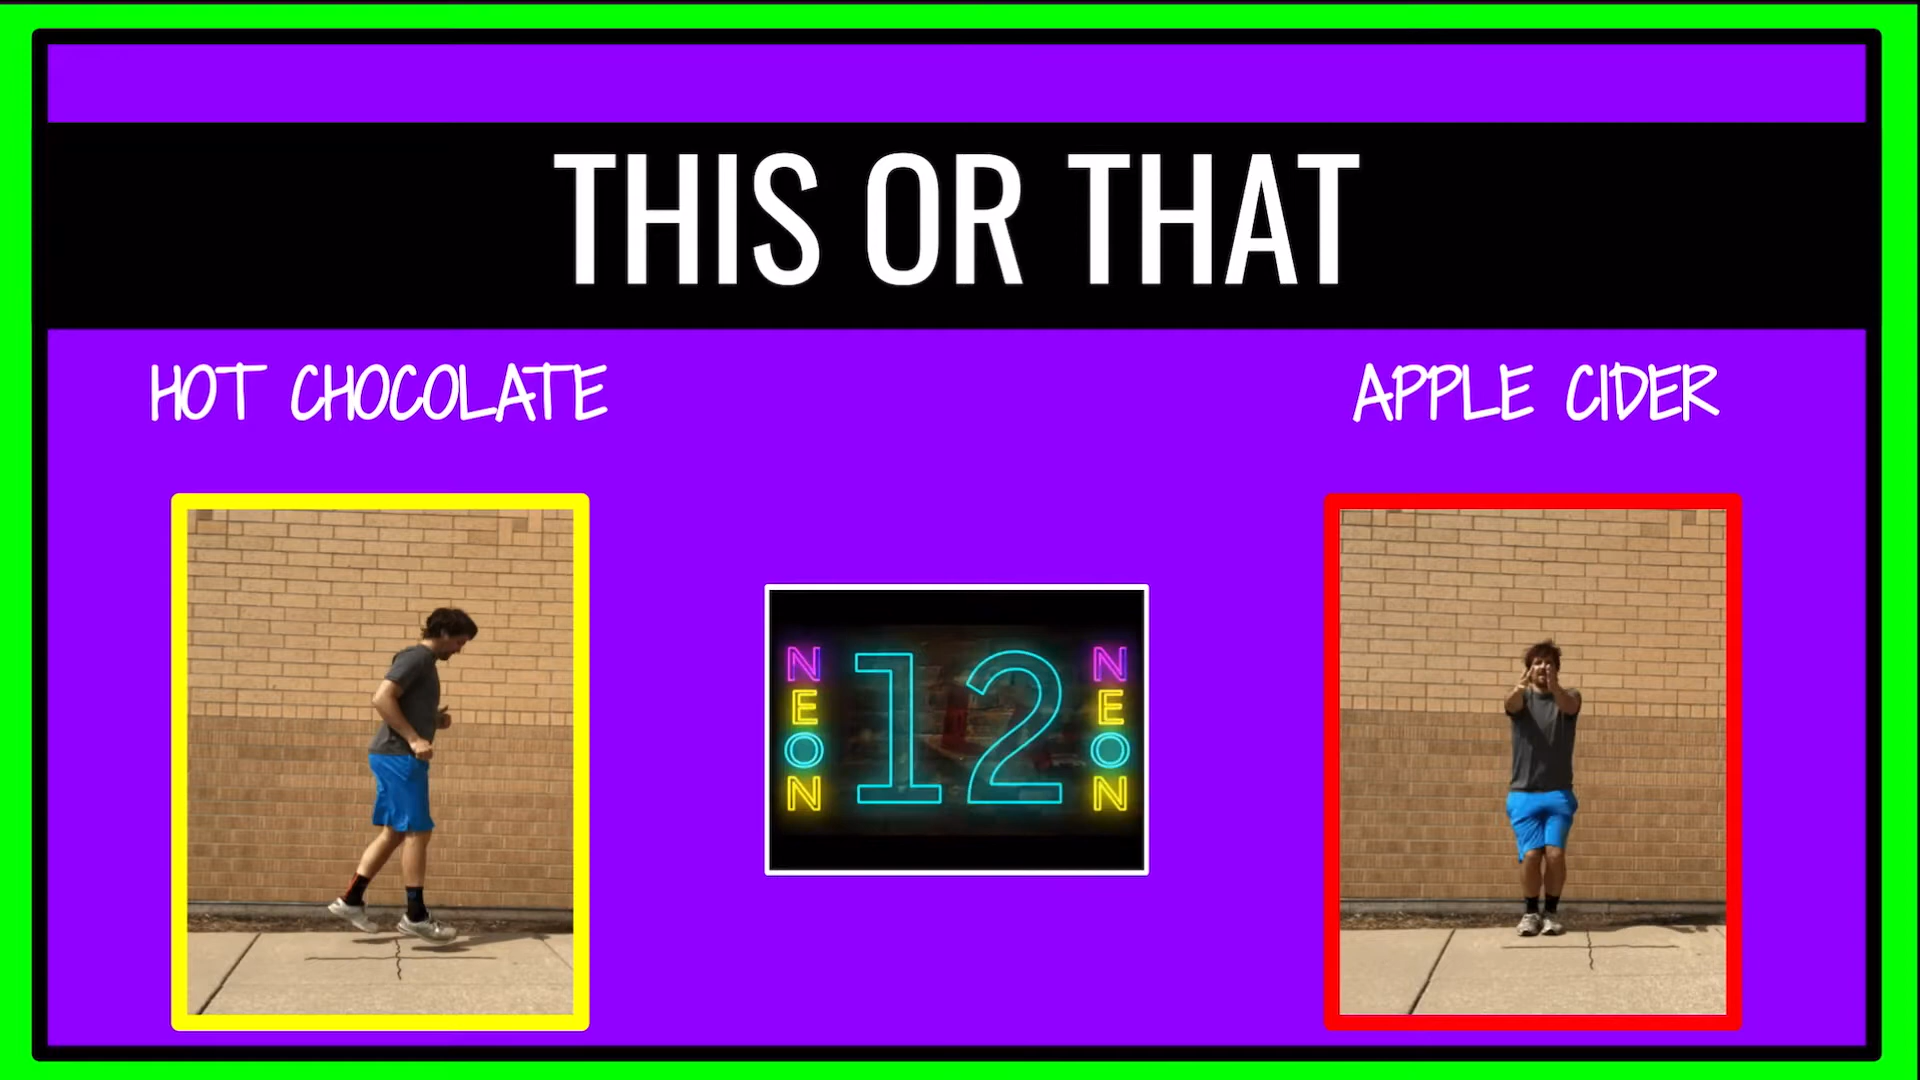 THIS OR THAT
HOT CHOCOLATE
APPLE CIDER
NEON
12
NEON